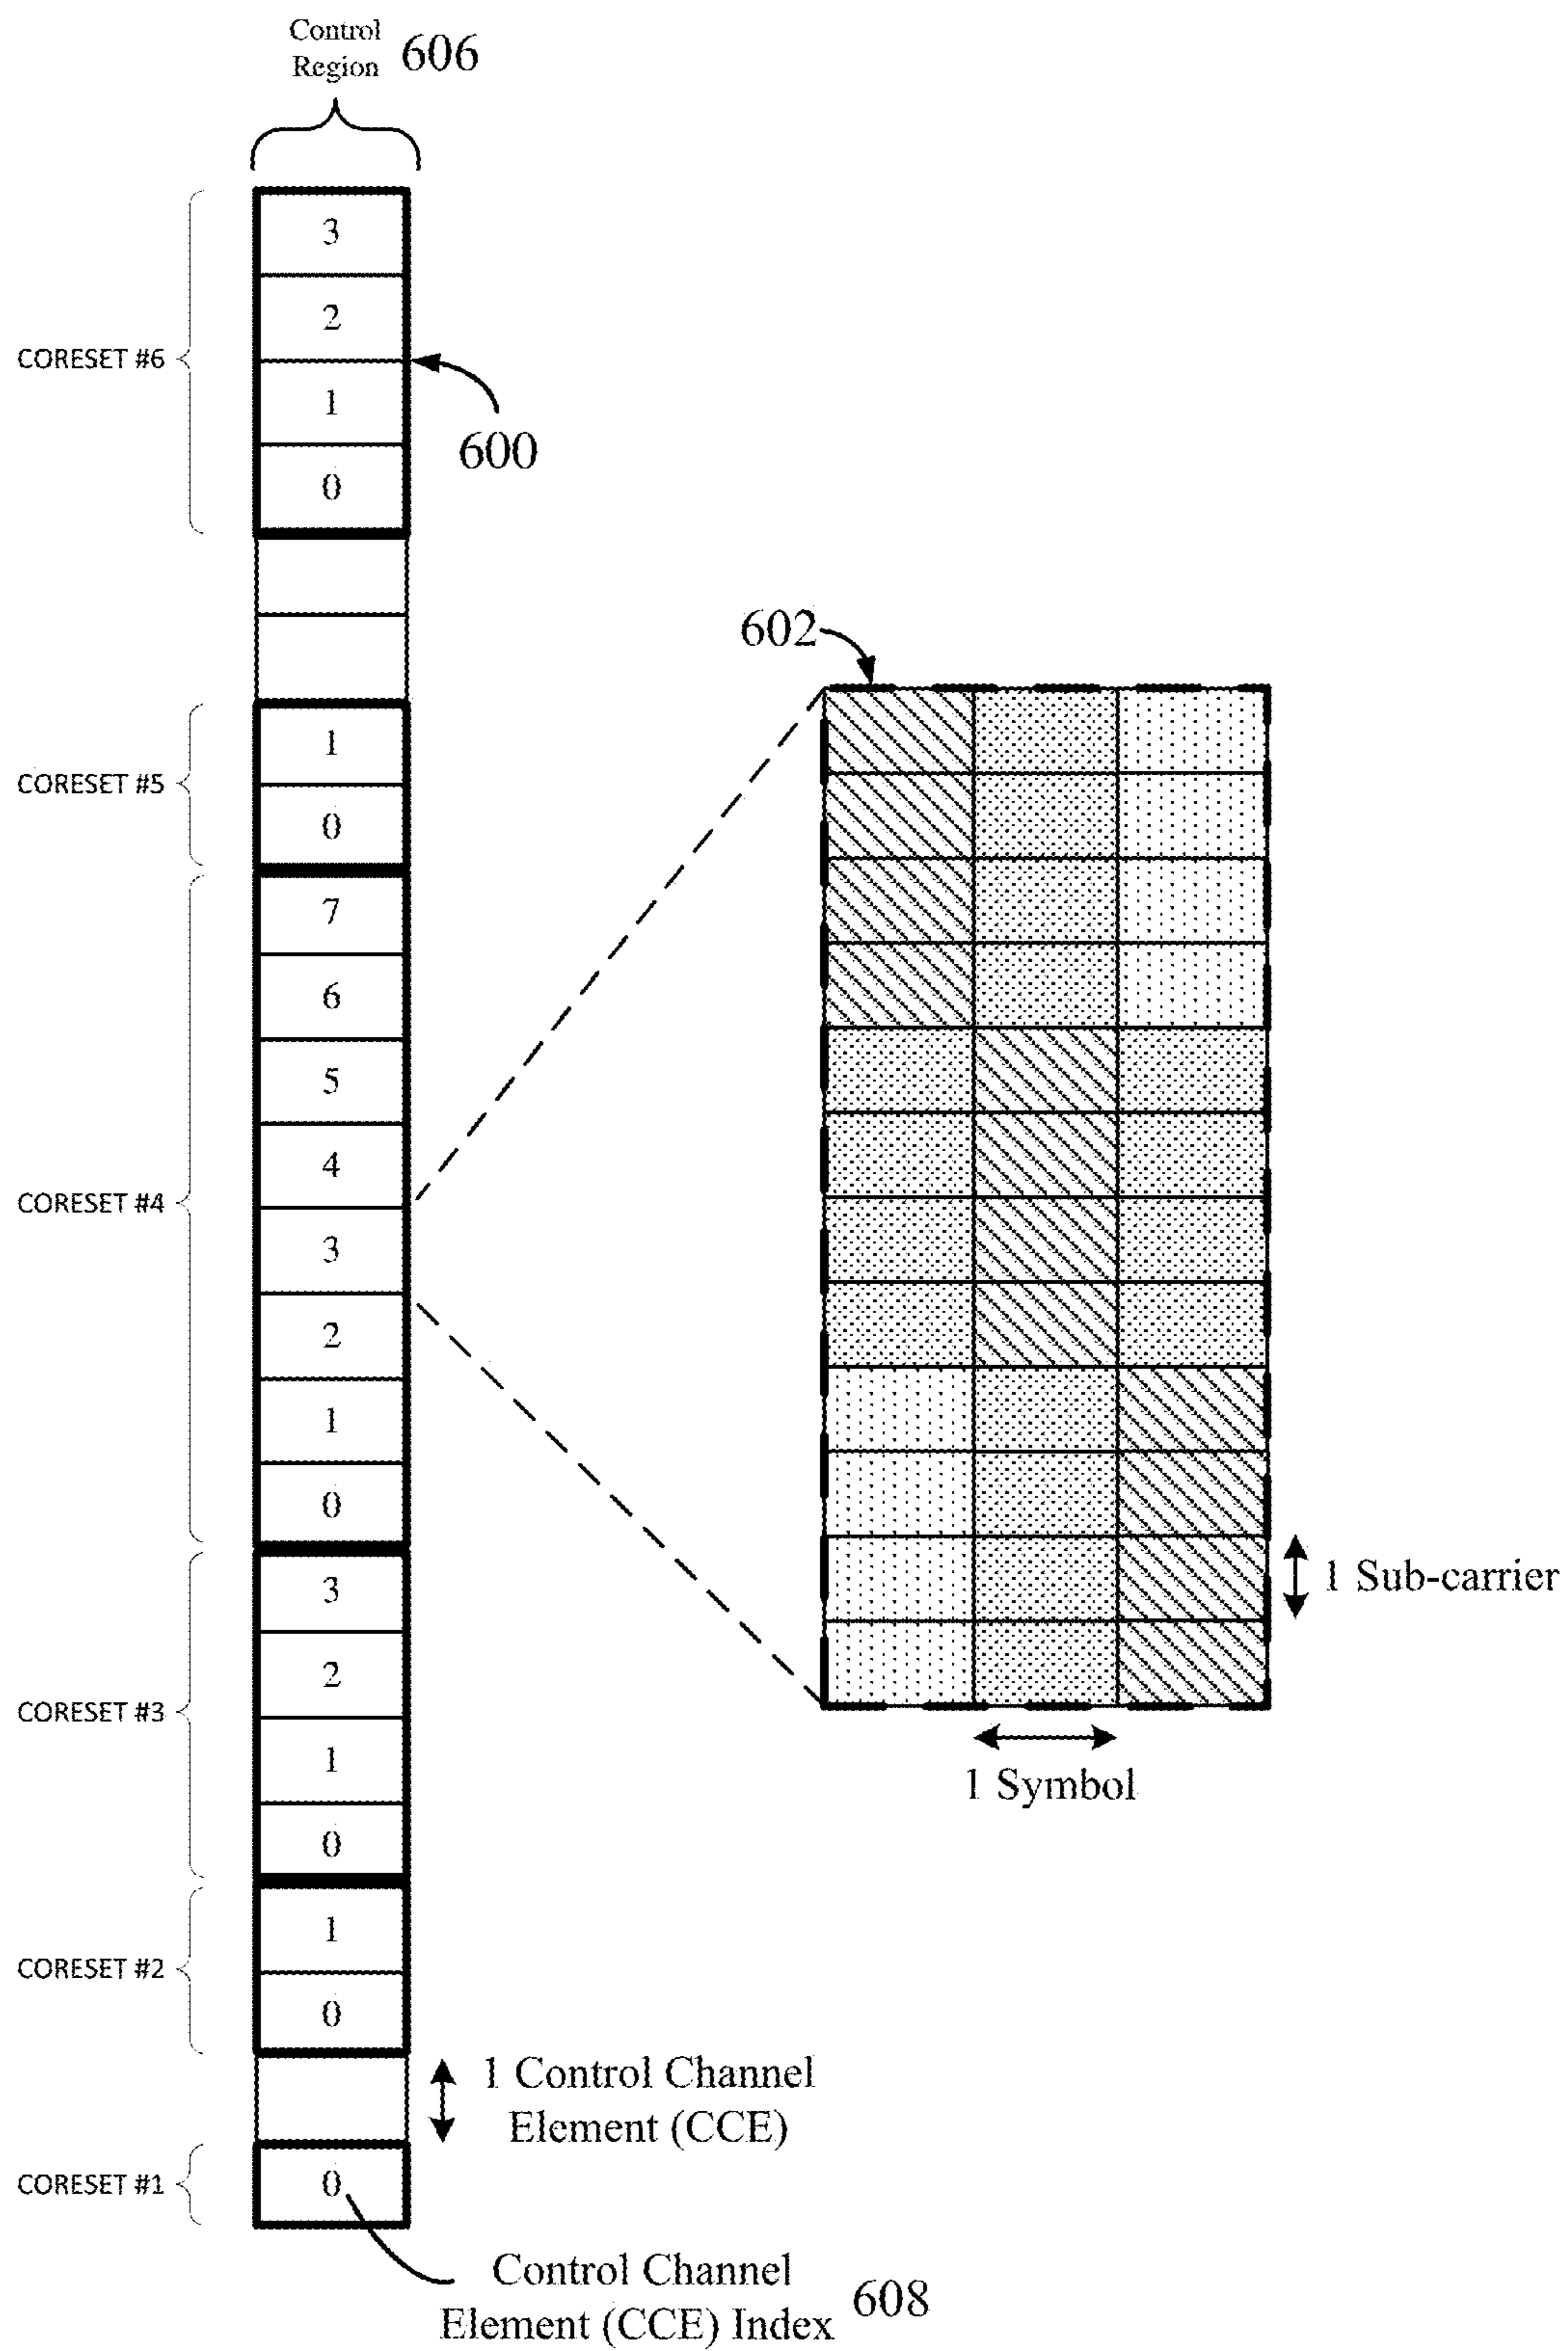 Control
Region 606
3
2
CORESET #6
1
600
0
602
1
CORESET #5
0
7
6
5
4
CORESET #4
3
2
1
0
3
1 Sub-carrier
2
CORESET #3
1
1 Symbol
0
1
CORESET #2
0
1 Control Channel
Element (CCE)
CORESET #1
0
Control Channel
Element (CCE) Index 608